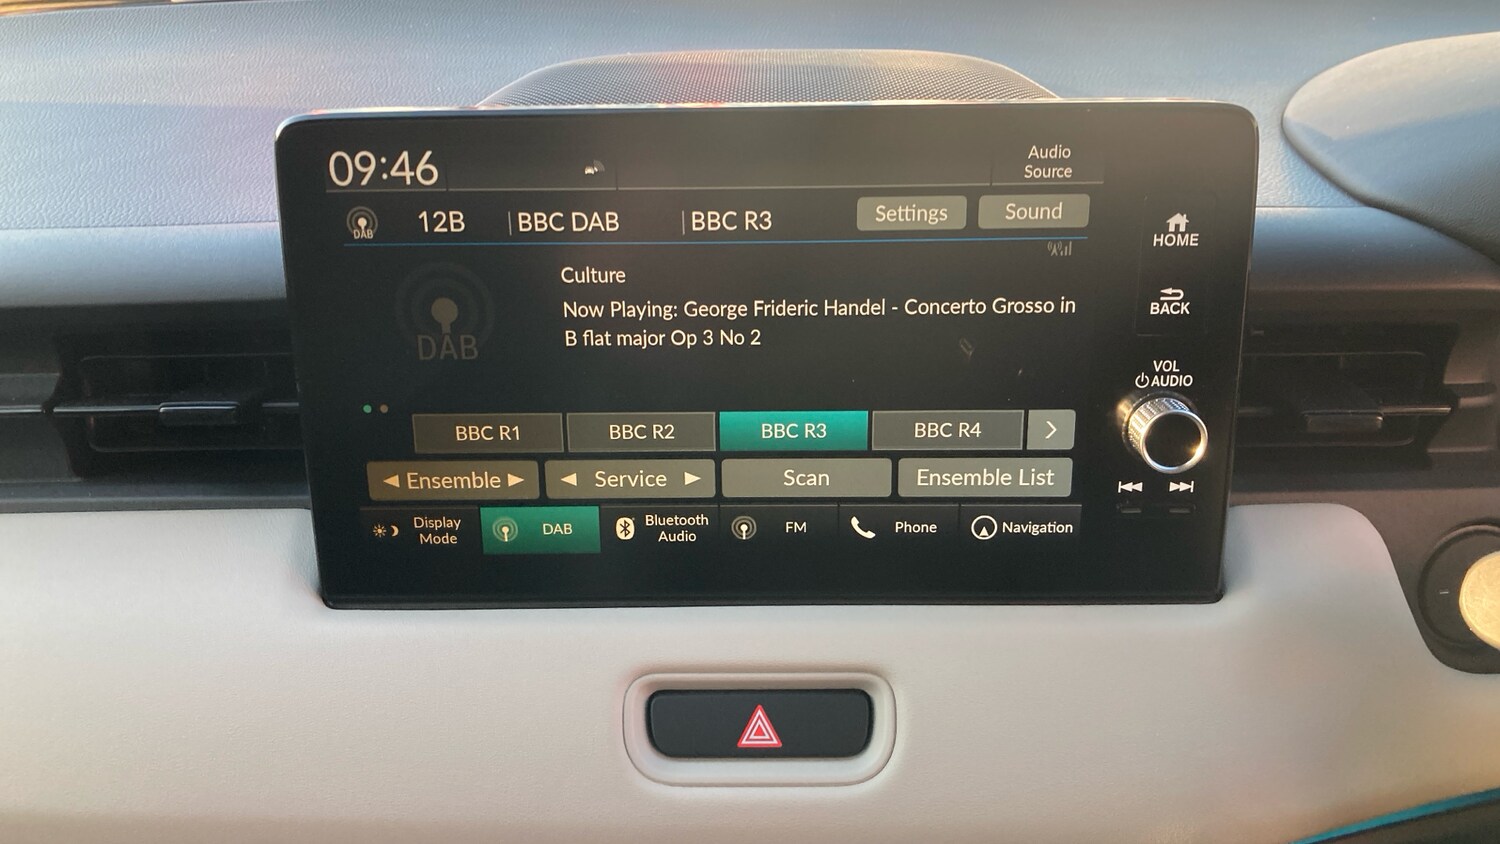 09:46
Audio
Source
DAB
12B
BBC DAB
BBC R3
Settings
Sound
HOME
Culture
Now Playing: George Frideric Handel - Concerto Grosso in
B flat major Op 3 No 2
DAB
BACK
VOL
AUDIO
BBC R1
BBC R2
BBC R3
BBC R4
Ensemble
Service
Scan
Ensemble List
Display
Mode
DAB
Bluetooth
Audio
FM
Phone
Navigation